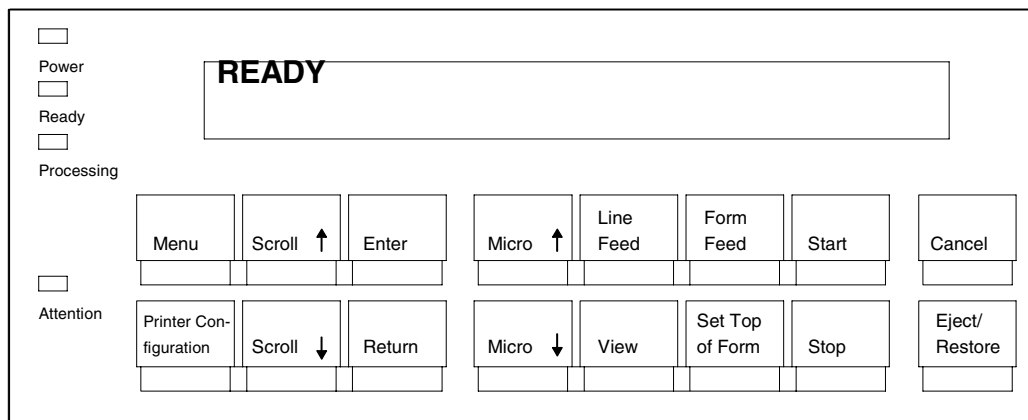 Power
READY
Ready
Processing
Menu
Scroll ↑
Enter
Micro ↑
Line
Feed
Form
Feed
Start
Cancel
Attention
Printer Con-
figuration
Scroll ↓
Return
Micro ↓
View
Set Top
of Form
Stop
Eject/
Restore